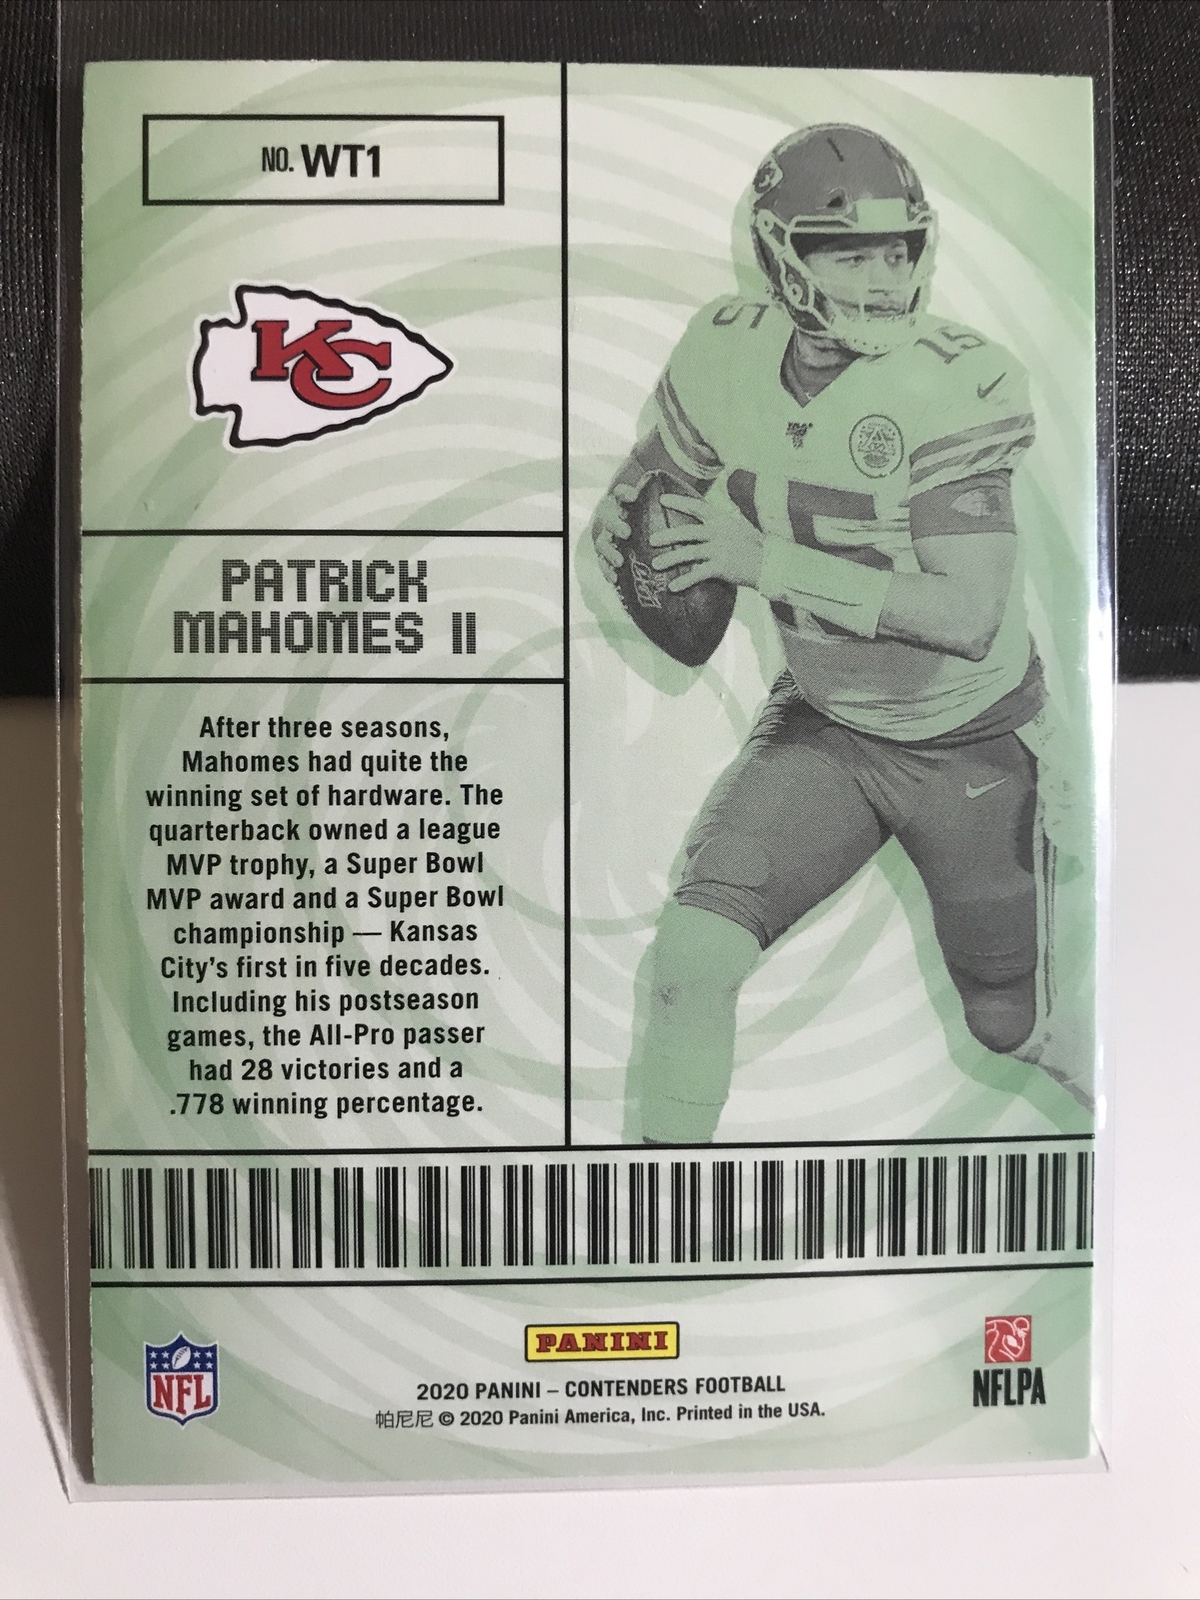 NO. WT1
KC
PATRICK
MAHOMES II
After three seasons,
Mahomes had quite the
winning set of hardware. The
quarterback owned a league
MVP trophy, a Super Bowl
MVP award and a Super Bowl
championship — Kansas
City's first in five decades.
Including his postseason
games, the All-Pro passer
had 28 victories and a
.778 winning percentage.
15
15
15
NFL
PANINI
2020 PANINI – CONTENDERS FOOTBALL
帕尼尼 © 2020 Panini America, Inc. Printed in the USA.
NFLPA